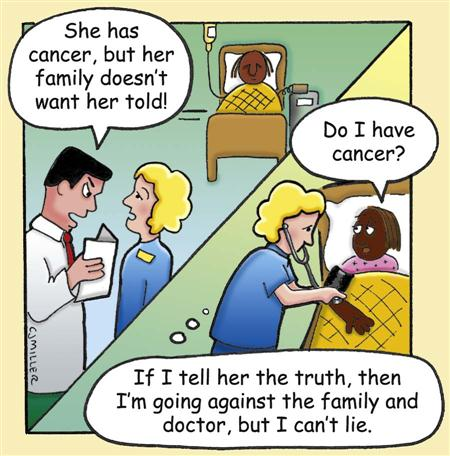 She has
cancer, but her
family doesn't
want her told!
Do I have
cancer?
CJMILLER
If I tell her the truth, then
I'm going against the family and
doctor, but I can't lie.